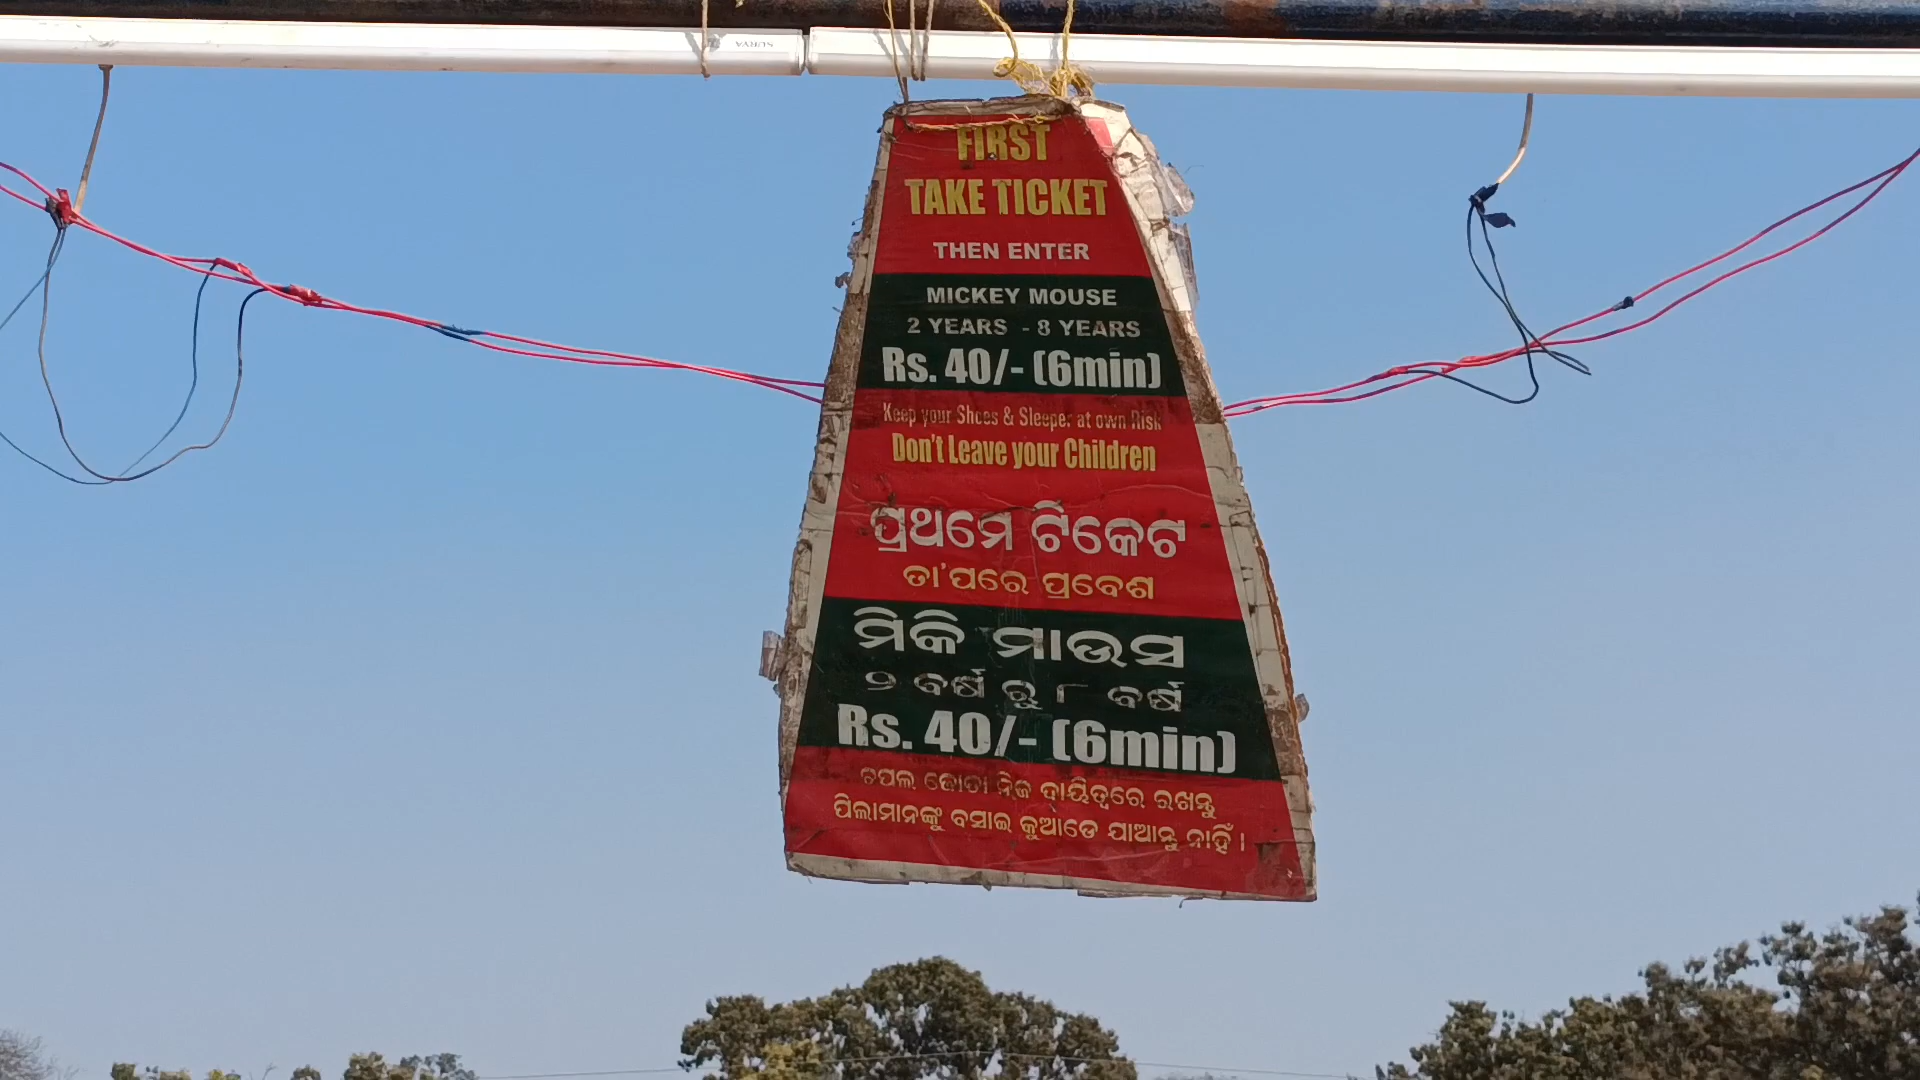 SURYA
FIRST
TAKE TICKET
THEN ENTER
MICKEY MOUSE
2 YEARS - 8 YEARS
Rs. 40/- (6min)
Keep your Shoes & Sleeper at own Risk
Don't Leave your Children
ପ୍ରଥମେ ଟିକେଟ
ତା'ପରେ ପ୍ରବେଶ
ମିକି ମାଉସ
୨ ବର୍ଷ ରୁ ୮ ବର୍ଷ
Rs. 40/- (6min)
ଚପଲ ଜୋତା ନିଜ ଦାୟିତ୍ୱରେ ରଖନ୍ତୁ
ପିଲାମାନଙ୍କୁ ବସାଇ କୁଆଡେ ଯାଆନ୍ତୁ ନାହିଁ ।